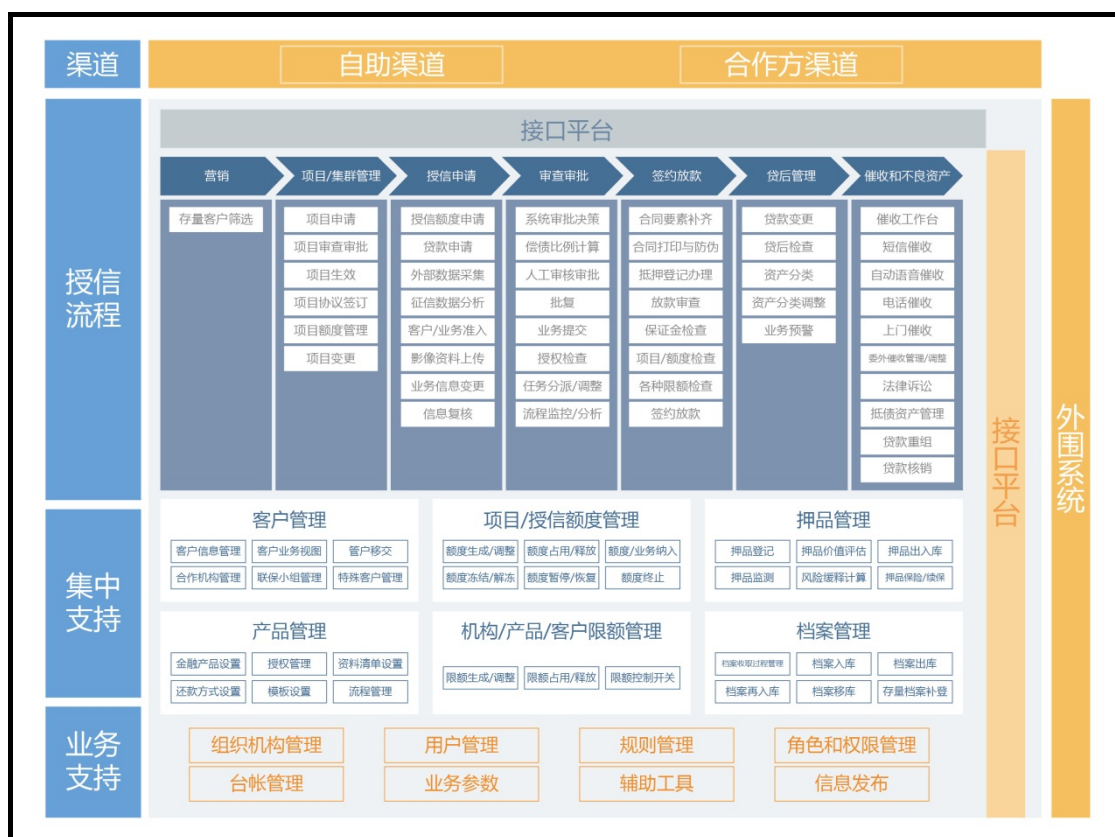 渠道
自助渠道
合作方渠道
授信
流程
接口平台
营销
项目/集群管理
授信申请
审查审批
签约放款
贷后管理
催收和不良资产
存量客户筛选
项目申请
项目审查审批
项目生效
项目协议签订
项目额度管理
项目变更
授信额度申请
贷款申请
外部数据采集
征信数据分析
客户/业务准入
影像资料上传
业务信息变更
信息复核
系统审批决策
偿债比例计算
人工审核审批
批复
业务提交
授权检查
任务分派/调整
流程监控/分析
合同要素补齐
合同打印与防伪
抵押登记办理
放款审查
保证金检查
项目/额度检查
各种限额检查
签约放款
贷款变更
贷后检查
资产分类
资产分类调整
业务预警
催收工作台
短信催收
自动语音催收
电话催收
上门催收
委外催收管理/调整
法律诉讼
抵债资产管理
贷款重组
贷款核销
集中
支持
客户管理
客户信息管理
客户业务视图
管户移交
合作机构管理
联保小组管理
特殊客户管理
项目/授信额度管理
额度生成/调整
额度占用/释放
额度/业务纳入
额度冻结/解冻
额度暂停/恢复
额度终止
押品管理
押品登记
押品价值评估
押品出入库
押品监测
风险缓释计算
押品保险/续保
产品管理
金融产品设置
授权管理
资料清单设置
还款方式设置
模板设置
流程管理
机构/产品/客户限额管理
限额生成/调整
限额占用/释放
限额控制开关
档案管理
档案收取过程管理
档案入库
档案出库
档案再入库
档案移库
存量档案补登
业务
支持
组织机构管理
用户管理
规则管理
角色和权限管理
台帐管理
业务参数
辅助工具
信息发布
接口平台
外围系统